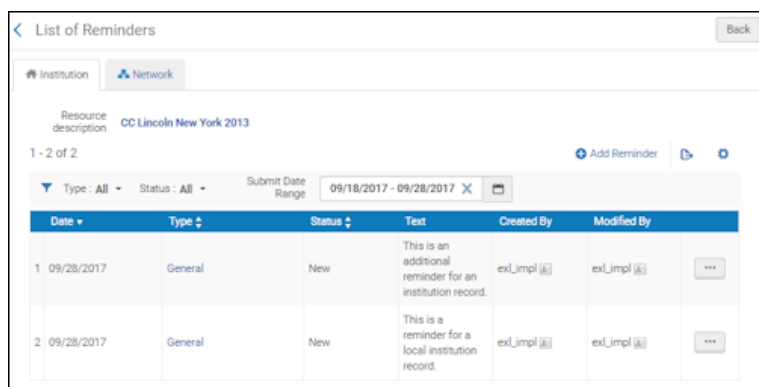 List of Reminders
Back
Institution
Network
Resource
description
CC Lincoln New York 2013
1 - 2 of 2
Add Reminder
Type : All
Status : All
Submit Date
Range
09/18/2017 - 09/28/2017
Date
Type
Status
Text
Created By
Modified By
1 09/28/2017
General
New
This is an
additional
reminder for an
institution record.
exl_impl
exl_impl
2 09/28/2017
General
New
This is a
reminder for a
local institution
record.
exl_impl
exl_impl